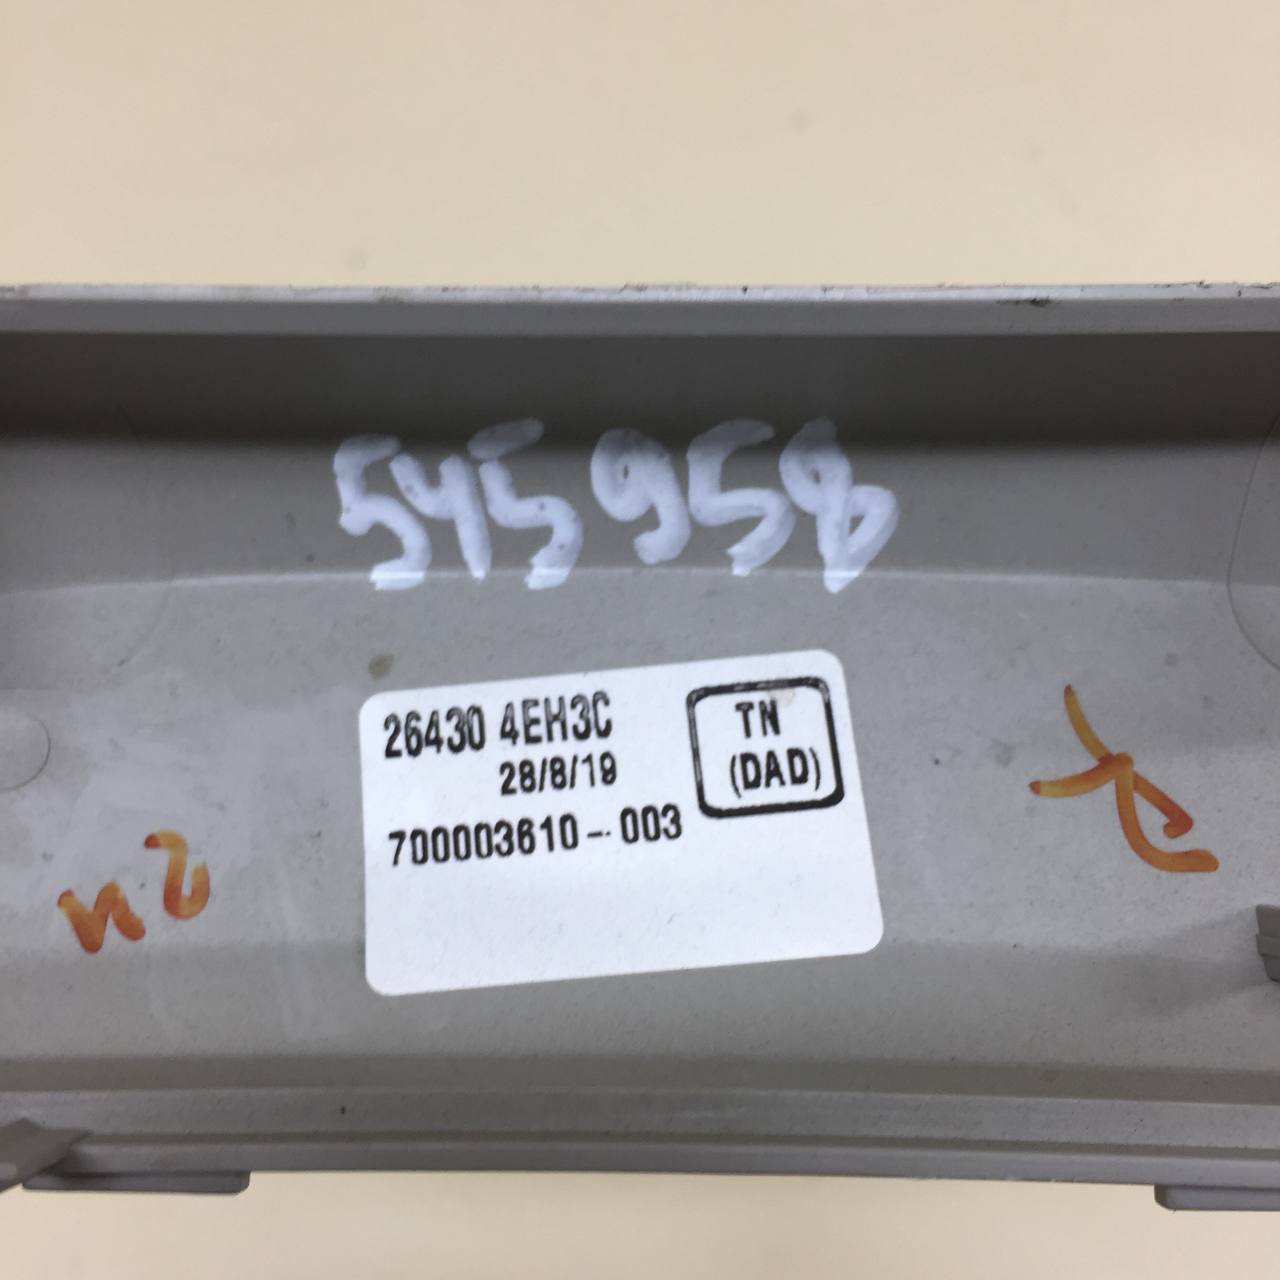 545958
26430 4EH3C
28/8/19
700003610-003
TN
(DAD)